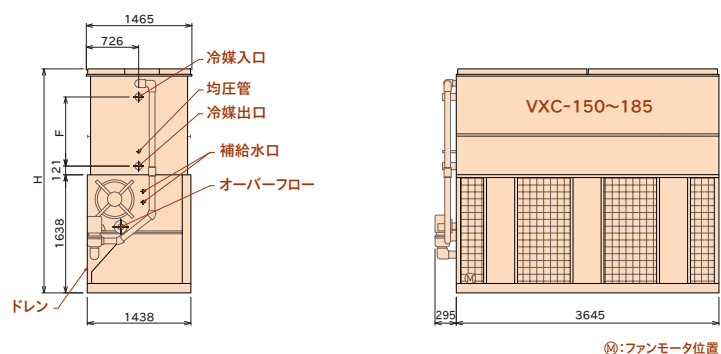 1465
726
冷媒入口
均圧管
冷媒出口
補給水口
オーバーフロー
F
121
H
1638
ドレン
1438
VXC-150～185
M
295
3645
Ⓜ:ファンモータ位置